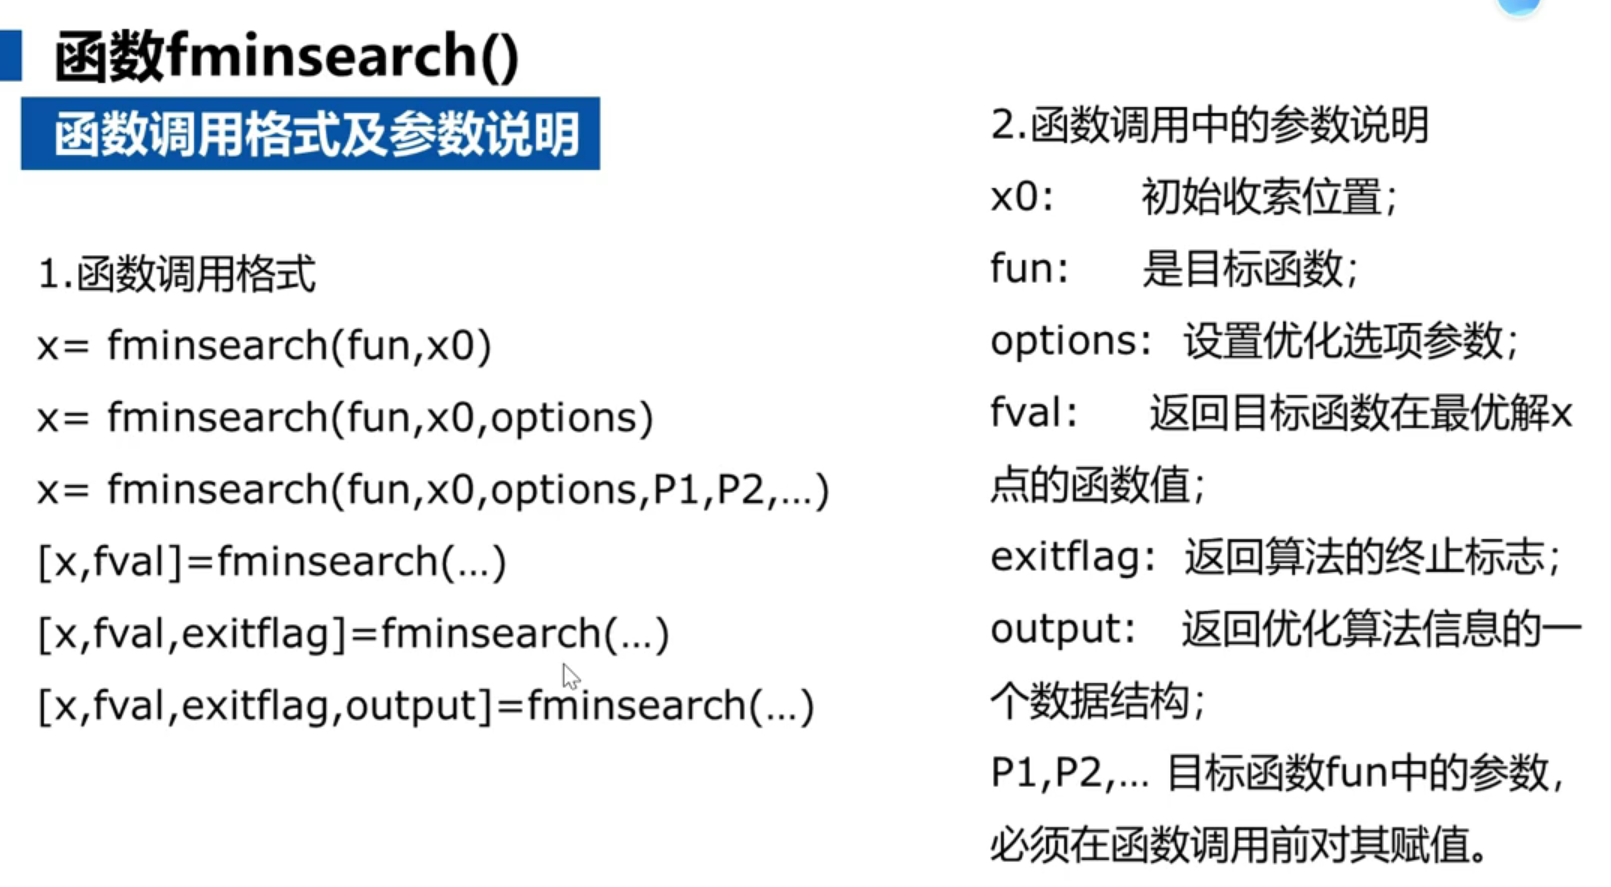 函数fminsearch()
函数调用格式及参数说明
1.函数调用格式
x= fminsearch(fun,x0)
x= fminsearch(fun,x0,options)
x= fminsearch(fun,x0,options,P1,P2,...)
[x,fval]=fminsearch(...)
[x,fval,exitflag]=fminsearch(...)
[x,fval,exitflag,output]=fminsearch(...)
2.函数调用中的参数说明
x0: 初始收索位置;
fun: 是目标函数;
options: 设置优化选项参数;
fval: 返回目标函数在最优解x
点的函数值;
exitflag: 返回算法的终止标志;
output: 返回优化算法信息的一
个数据结构;
P1,P2,... 目标函数fun中的参数,
必须在函数调用前对其赋值。